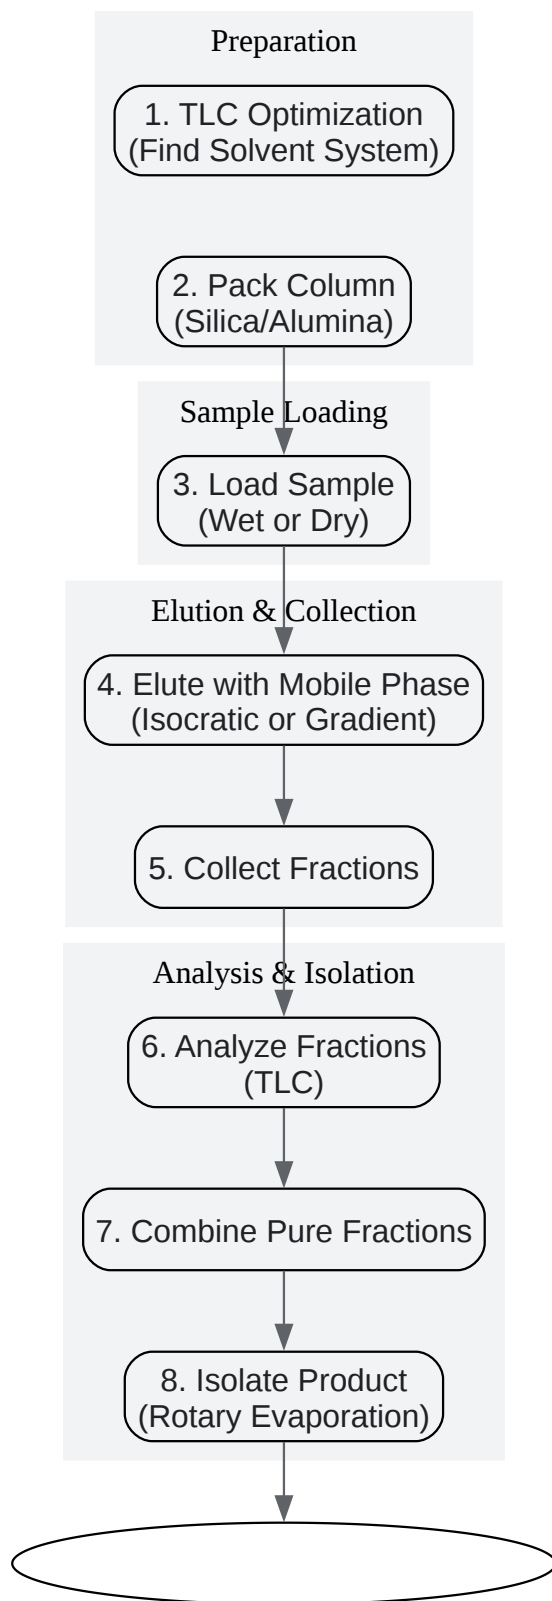 Preparation
1. TLC Optimization
(Find Solvent System)
2. Pack Column
(Silica/Alumina)
Sample Loading
3. Load Sample
(Wet or Dry)
Elution & Collection
4. Elute with Mobile Phase
(Isocratic or Gradient)
5. Collect Fractions
Analysis & Isolation
6. Analyze Fractions
(TLC)
7. Combine Pure Fractions
8. Isolate Product
(Rotary Evaporation)